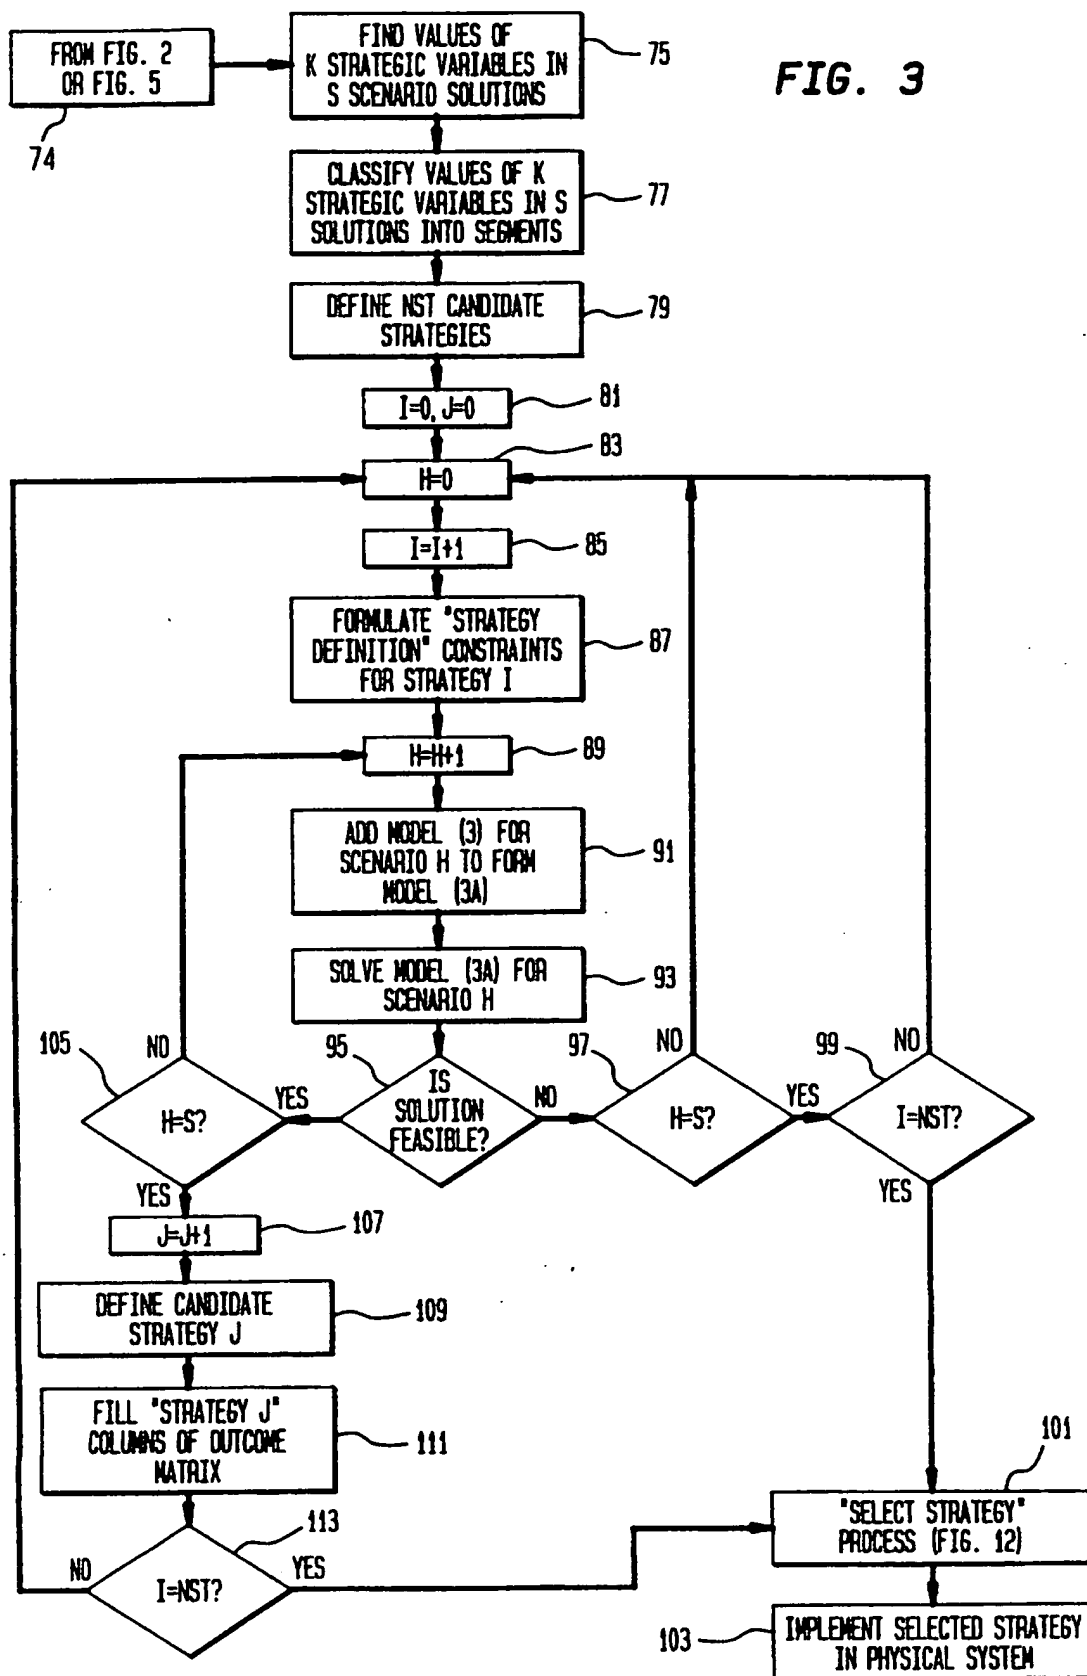 FROM FIG. 2
OR FIG. 5
74
FIND VALUES OF
K STRATEGIC VARIABLES IN
S SCENARIO SOLUTIONS
75
FIG. 3
CLASSIFY VALUES OF K
STRATEGIC VARIABLES IN S
SOLUTIONS INTO SEGMENTS
77
DEFINE NST CANDIDATE
STRATEGIES
79
I=0, J=0
81
H=0
83
I=I+1
85
FORMULATE "STRATEGY
DEFINITION" CONSTRAINTS
FOR STRATEGY I
87
H=H+1
89
ADD MODEL (3) FOR
SCENARIO H TO FORM
MODEL (3A)
91
SOLVE MODEL (3A) FOR
SCENARIO H
93
105
NO
H=S?
YES
YES
95
IS
SOLUTION
FEASIBLE?
NO
97
NO
H=S?
YES
99
NO
I=NST?
YES
J=J+1
107
DEFINE CANDIDATE
STRATEGY J
109
FILL "STRATEGY J"
COLUMNS OF OUTCOME
MATRIX
111
113
NO
I=NST?
YES
101
"SELECT STRATEGY"
PROCESS (FIG. 12)
103
IMPLEMENT SELECTED STRATEGY
IN PHYSICAL SYSTEM